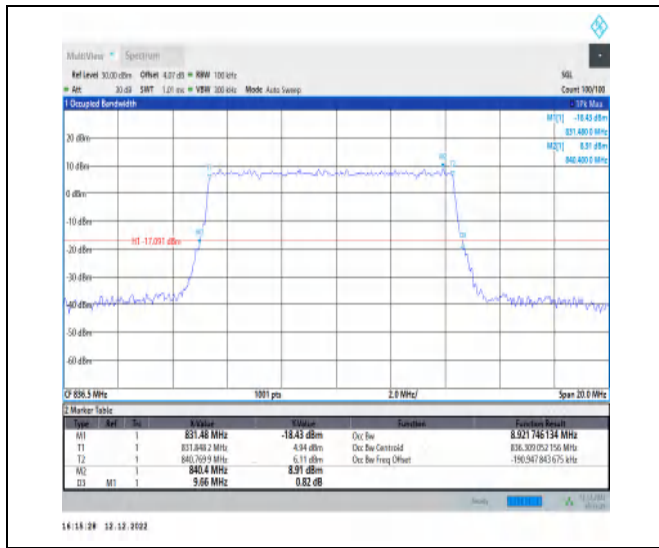 MultiView Spectrum
Ref Level 30.00 dBm Offset 4.07 dB RBW 100 kHz SGL
Att 30 dB SWT 1.01 ms VBW 300 kHz Mode Auto Sweep Count 100/100
1 Occupied Bandwidth 1Pk Max
M1[1] -18.43 dBm
831.4800 MHz
M2[1] 8.91 dBm
840.4000 MHz
20 dBm
10 dBm
0 dBm
-10 dBm
H1 -17.091 dBm
-20 dBm
-30 dBm
-40 dBm
-50 dBm
-60 dBm
CF 836.5 MHz 1001 pts 2.0 MHz/ Span 20.0 MHz
2 Marker Table
Type Ref Trc X-Value Y-Value Function Function Result
M1 1 831.48 MHz -18.43 dBm Occ Bw 8.921 746 134 MHz
T1 1 831.848 2 MHz 4.94 dBm Occ Bw Centroid 836.309 052 156 MHz
T2 1 840.769 9 MHz 6.11 dBm Occ Bw Freq Offset -190.947 843 675 kHz
M2 1 840.4 MHz 8.91 dBm
D3 M1 1 9.66 MHz 0.82 dB
Ready
16:15:28 12.12.2022